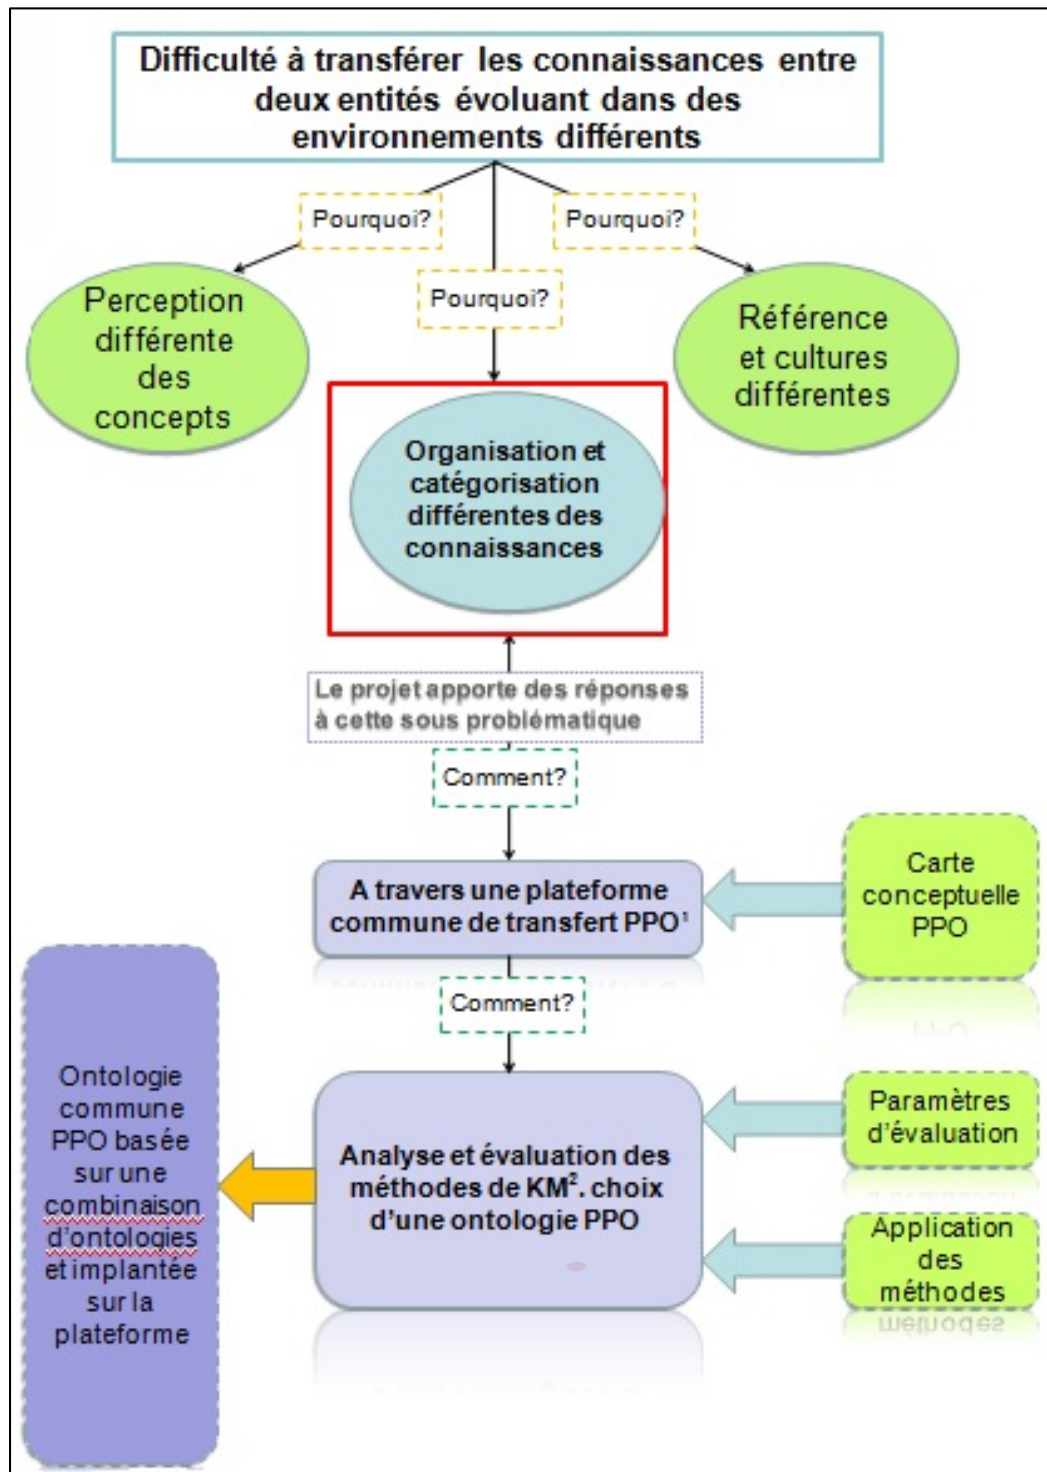 Difficulté à transférer les connaissances entre
deux entités évoluant dans des
environnements différents
Pourquoi?
Pourquoi?
Pourquoi?
Perception
différente
des
concepts
Référence
et cultures
différentes
Organisation et
catégorisation
différentes des
connaissances
Le projet apporte des réponses
à cette sous problématique
Comment?
A travers une plateforme
commune de transfert PPO¹
Carte
conceptuelle
PPO
Comment?
Ontologie
commune
PPO basée
sur une
combinaison
d'ontologies
et implantée
sur la
plateforme
Analyse et évaluation des
méthodes de KM². choix
d'une ontologie PPO
Paramètres
d'évaluation
Application
des
méthodes